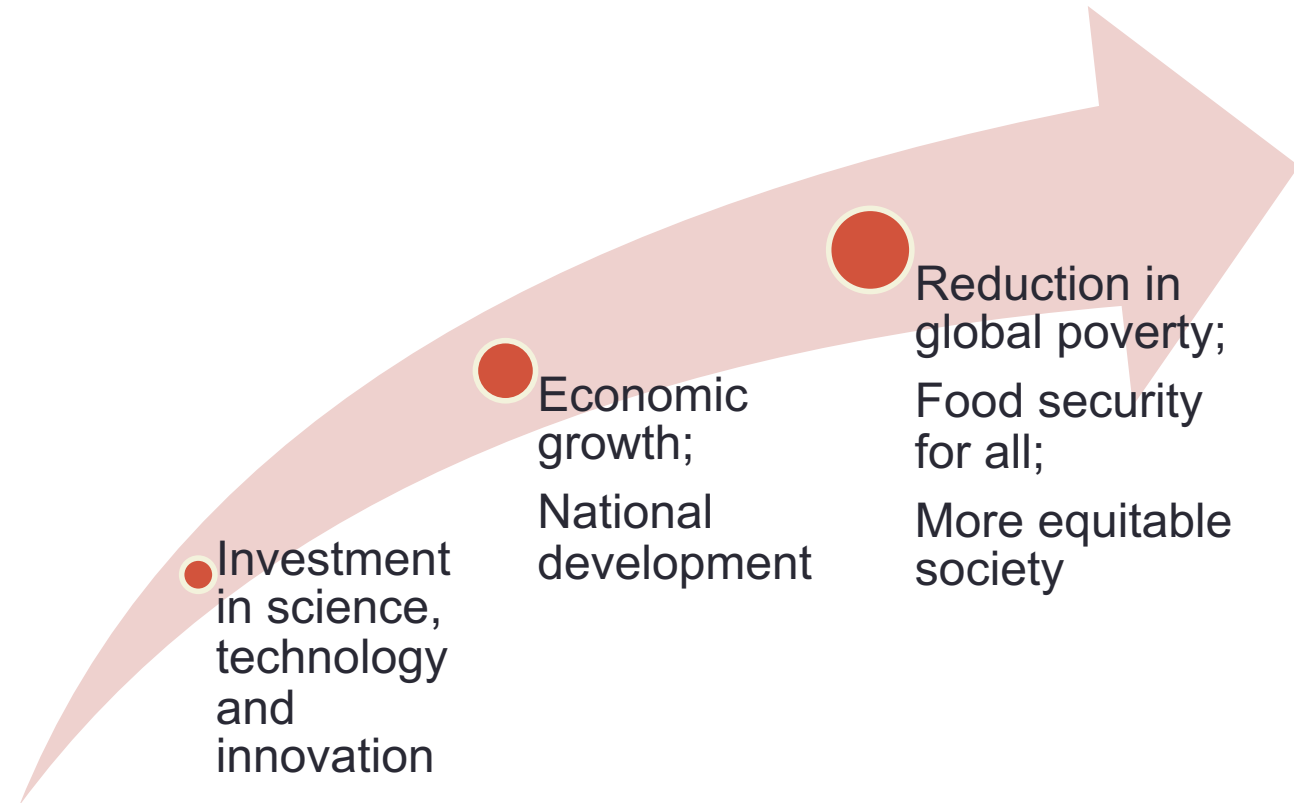 Investment
in science,
technology
and
innovation
Economic
growth;
National
development
Reduction in
global poverty;
Food security
for all;
More equitable
society